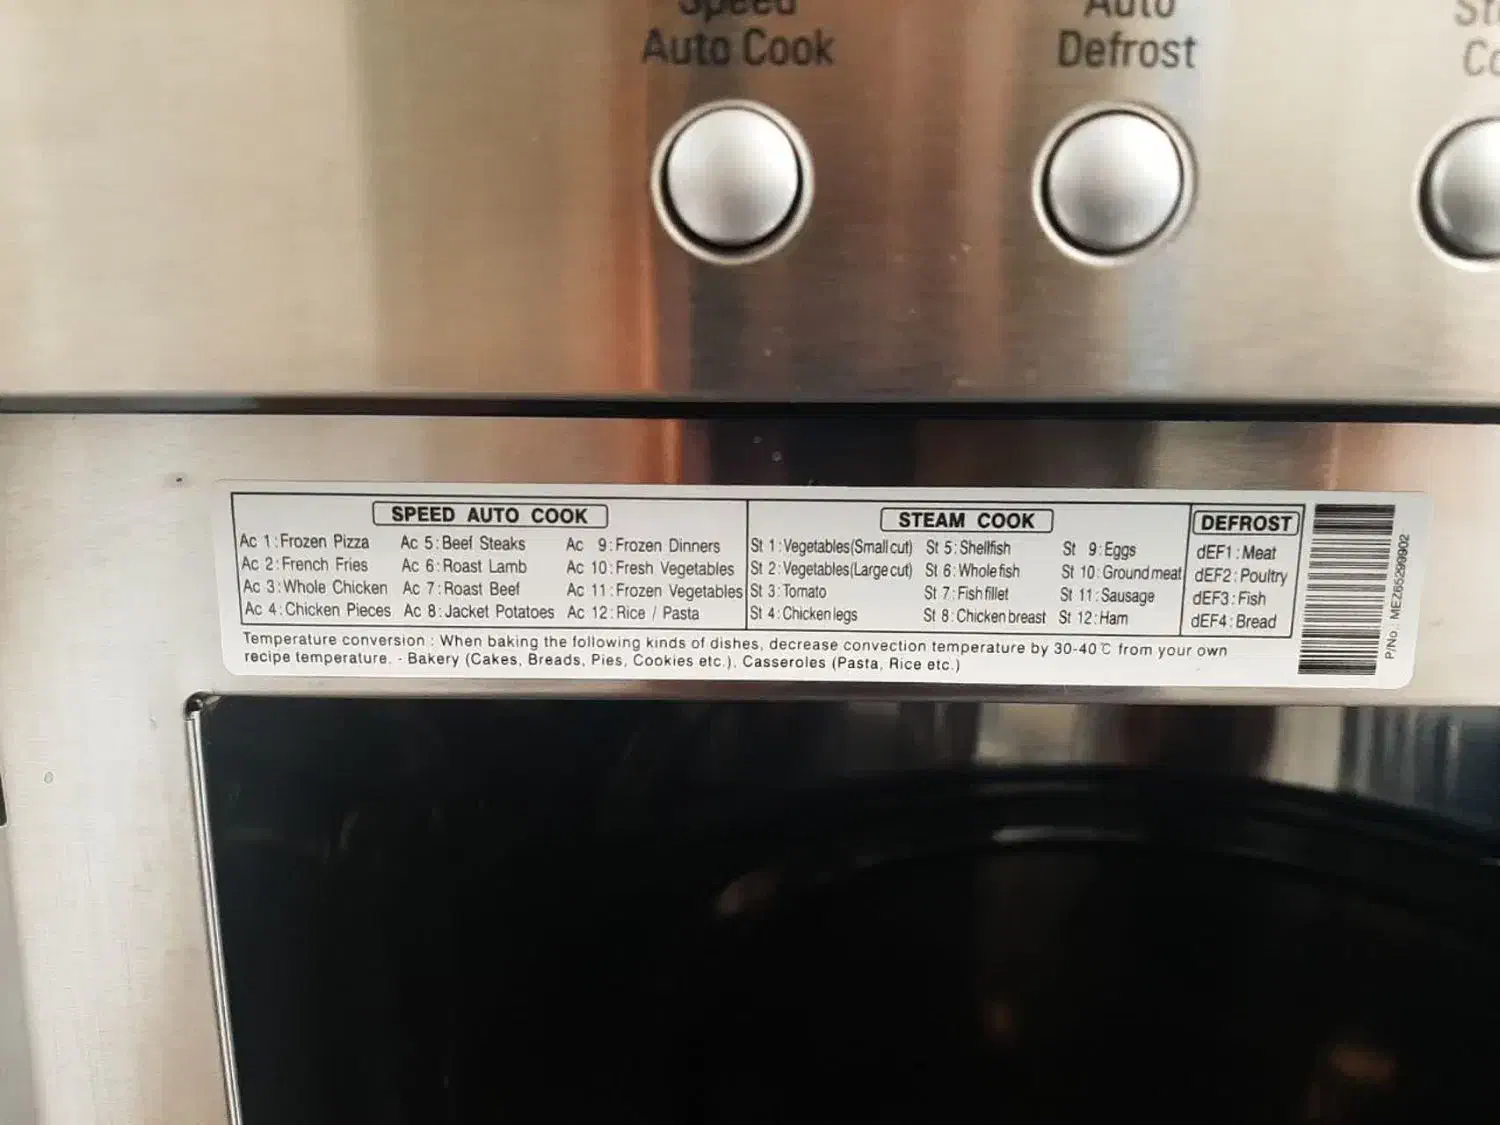 Speed
Auto Cook
Auto
Defrost
SPEED AUTO COOK
Ac 1 : Frozen Pizza
Ac 2 : French Fries
Ac 3 : Whole Chicken
Ac 4 : Chicken Pieces
Ac 5 : Beef Steaks
Ac 6 : Roast Lamb
Ac 7 : Roast Beef
Ac 8 : Jacket Potatoes
Ac 9 : Frozen Dinners
Ac 10 : Fresh Vegetables
Ac 11 : Frozen Vegetables
Ac 12 : Rice / Pasta
STEAM COOK
St 1 : Vegetables(Small cut)
St 2 : Vegetables(Large cut)
St 3 : Tomato
St 4 : Chicken legs
St 5 : Shellfish
St 6 : Whole fish
St 7 : Fish fillet
St 8 : Chicken breast
St 9 : Eggs
St 10 : Ground meat
St 11 : Sausage
St 12 : Ham
DEFROST
dEF1 : Meat
dEF2 : Poultry
dEF3 : Fish
dEF4 : Bread
Temperature conversion : When baking the following kinds of dishes, decrease convection temperature by 30-40℃ from your own
recipe temperature. - Bakery (Cakes, Breads, Pies, Cookies etc.), Casseroles (Pasta, Rice etc.)
P/No.: MEZ65299902